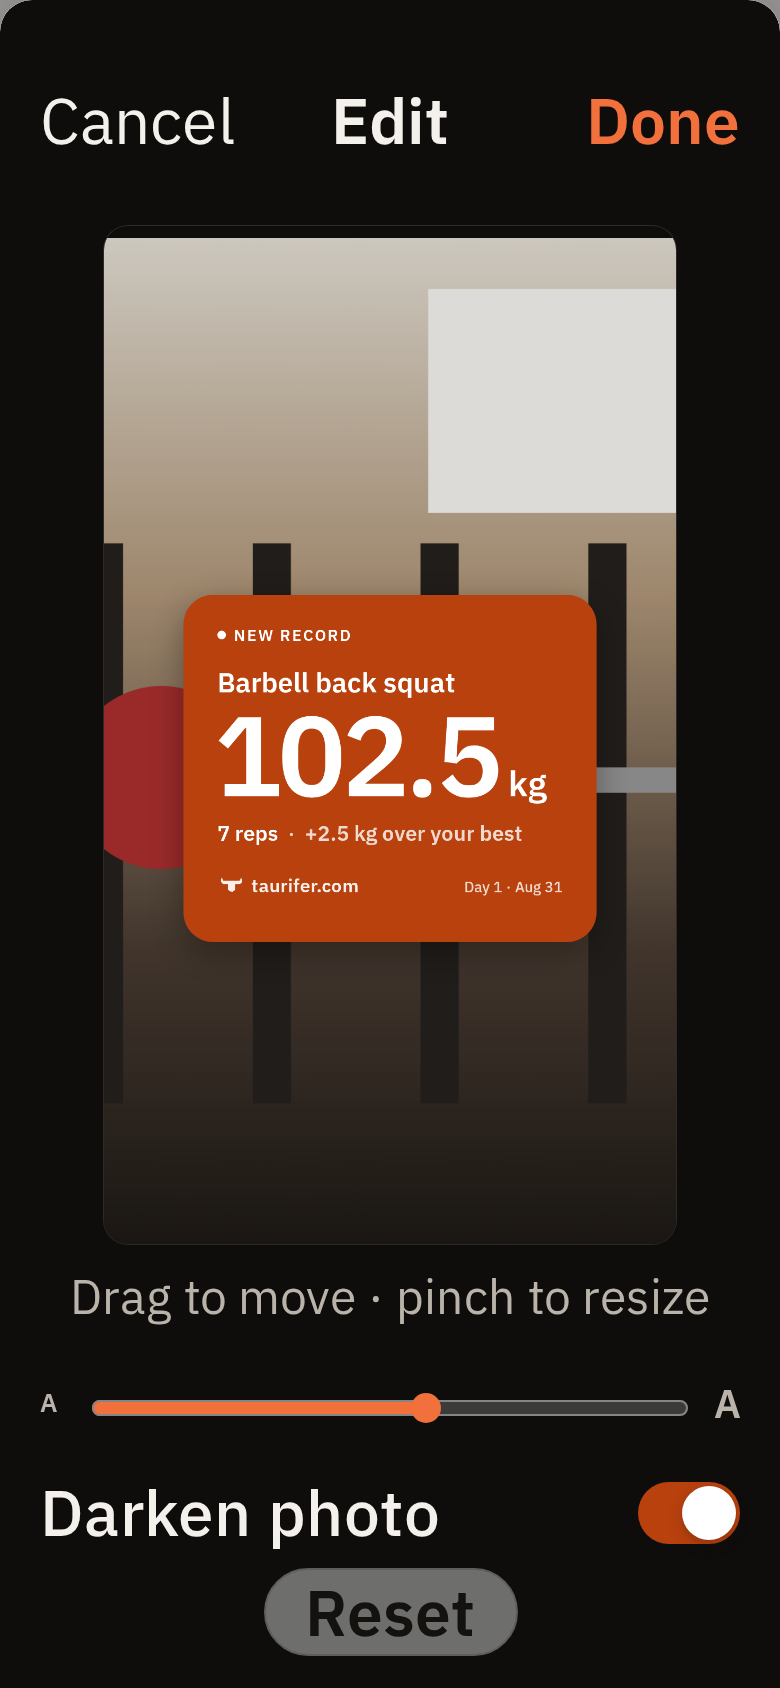 Cancel Edit Done
NEW RECORD
Barbell back squat
102.5 kg
7 reps · +2.5 kg over your best
taurifer.com Day 1 · Aug 31
Drag to move · pinch to resize
A A
Darken photo
Reset